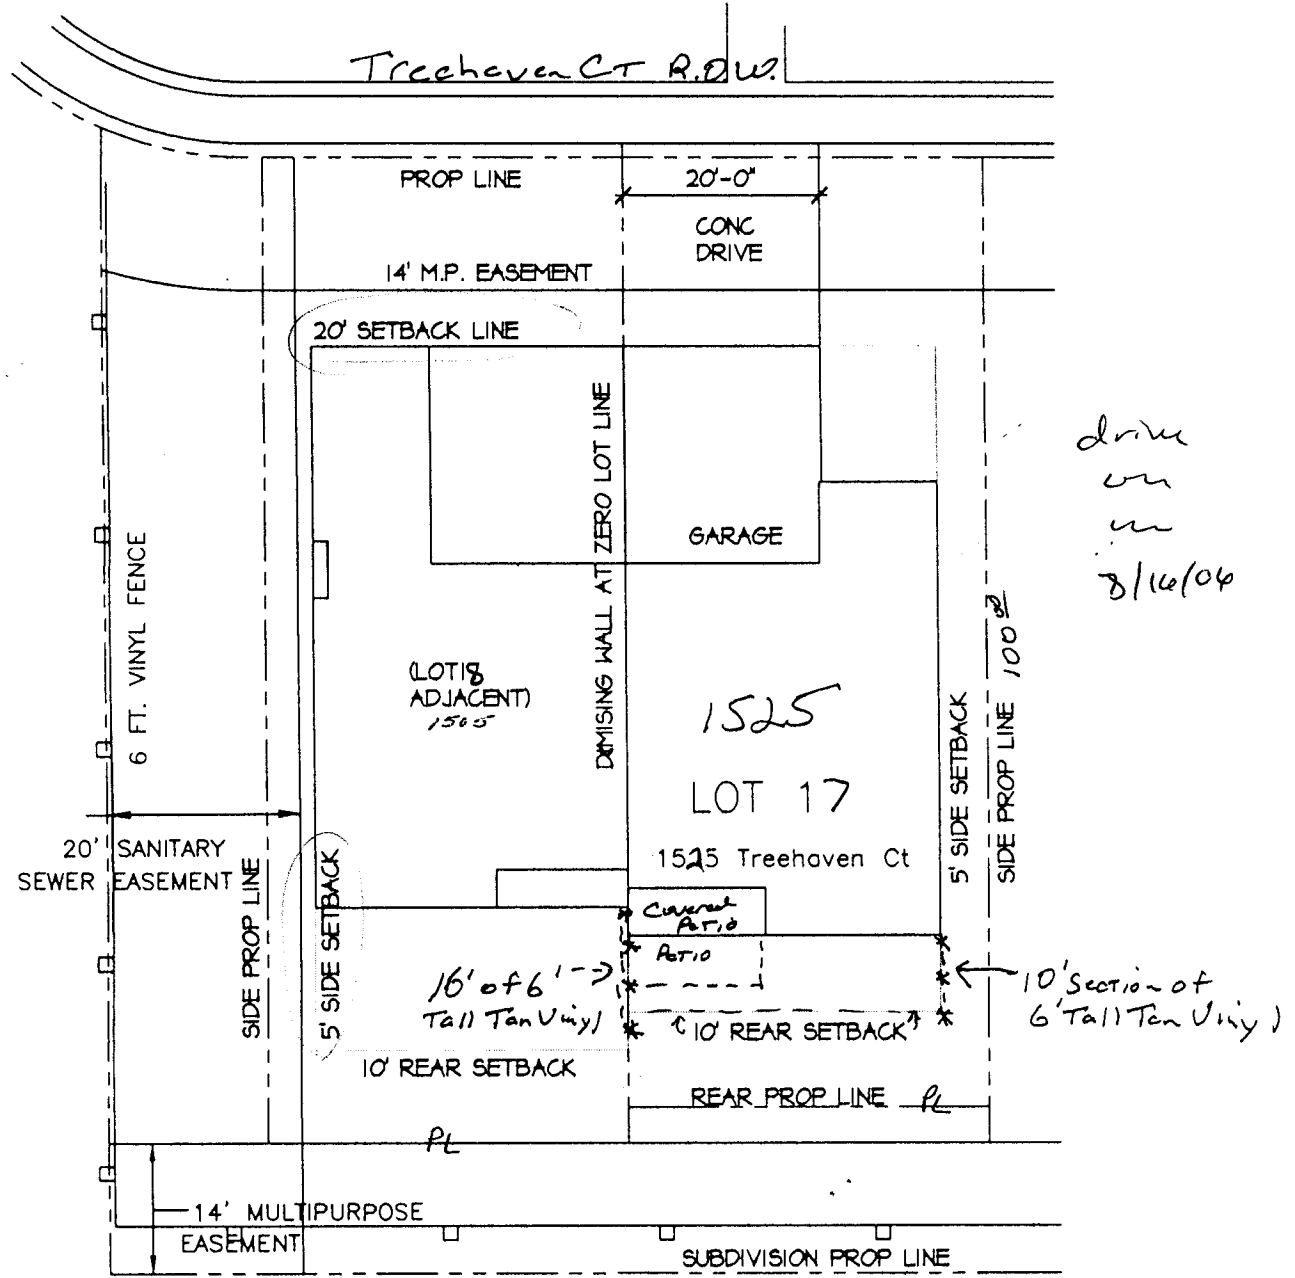 Treehaven CT R.O.W.
PROP LINE
20'-0"
CONC
DRIVE
14' M.P. EASEMENT
20' SETBACK LINE
DEMISING WALL AT ZERO LOT LINE
GARAGE
drive
8/16/06
6 FT. VINYL FENCE
(LOT 18
ADJACENT)
1505
1525
LOT 17
1525 Treehaven Ct
5' SIDE SETBACK
SIDE PROP LINE 100.00
20' SANITARY
SEWER EASEMENT
SIDE PROP LINE
5' SIDE SETBACK
Covered
Patio
Patio
16' of 6'
Tall Tan Vinyl
10' Section of
6' Tall Tan Vinyl
10' REAR SETBACK
10' REAR SETBACK
REAR PROP LINE PL
PL
14' MULTIPURPOSE
EASEMENT
SUBDIVISION PROP LINE